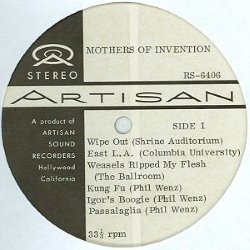 MOTHERS OF INVENTION
STEREO
RS-6406
ARTISAN
A product of
ARTISAN
SOUND
RECORDERS
Hollywood
California
SIDE 1
Wipe Out (Shrine Auditorium)
East L.A. (Columbia University)
Weasels Ripped My Flesh
(The Ballroom)
Kung Fu (Phil Wenz)
Igor's Boogie (Phil Wenz)
Passalaglia (Phil Wenz)
33⅓ rpm